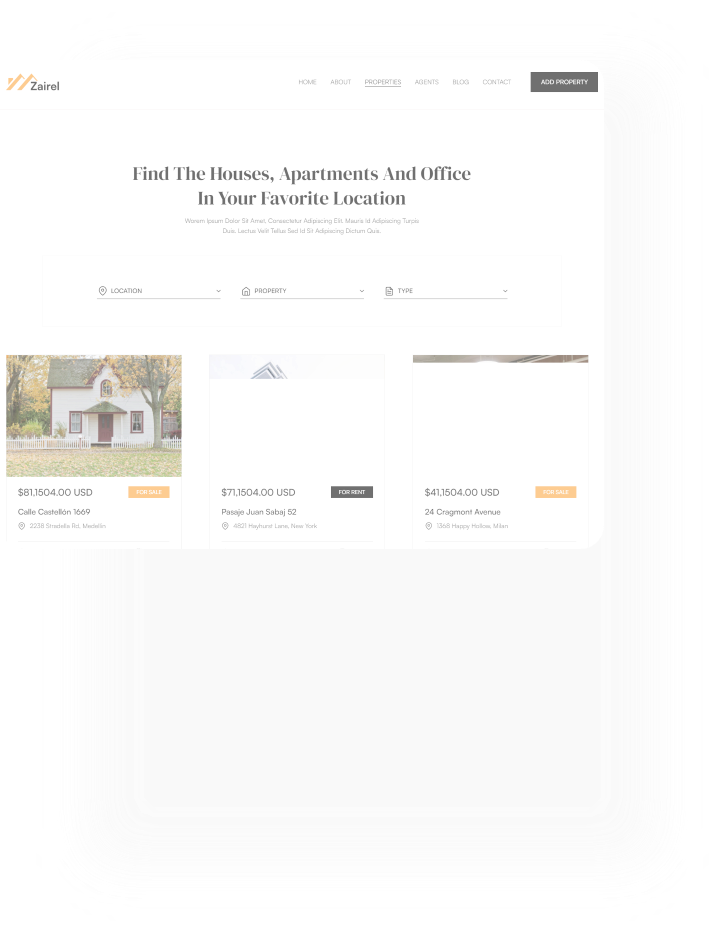 Zairel
HOME ABOUT PROPERTIES AGENTS BLOG CONTACT ADD PROPERTY
Find The Houses, Apartments And Office
In Your Favorite Location
Worem Ipsum Dolor Sit Amet, Consectetur Adipiscing Elit. Mauris Id Adipiscing Turpis
Duis. Lectus Velit Tellus Sed Id Sit Adipiscing Dictum Quis.
LOCATION PROPERTY TYPE
$81,1504.00 USD FOR SALE
Calle Castellón 1669
2238 Stradella Rd, Medellin
$71,1504.00 USD FOR RENT
Pasaje Juan Sabaj 52
4821 Hayhurst Lane, New York
$41,1504.00 USD FOR SALE
24 Cragmont Avenue
1368 Happy Hollow, Milan